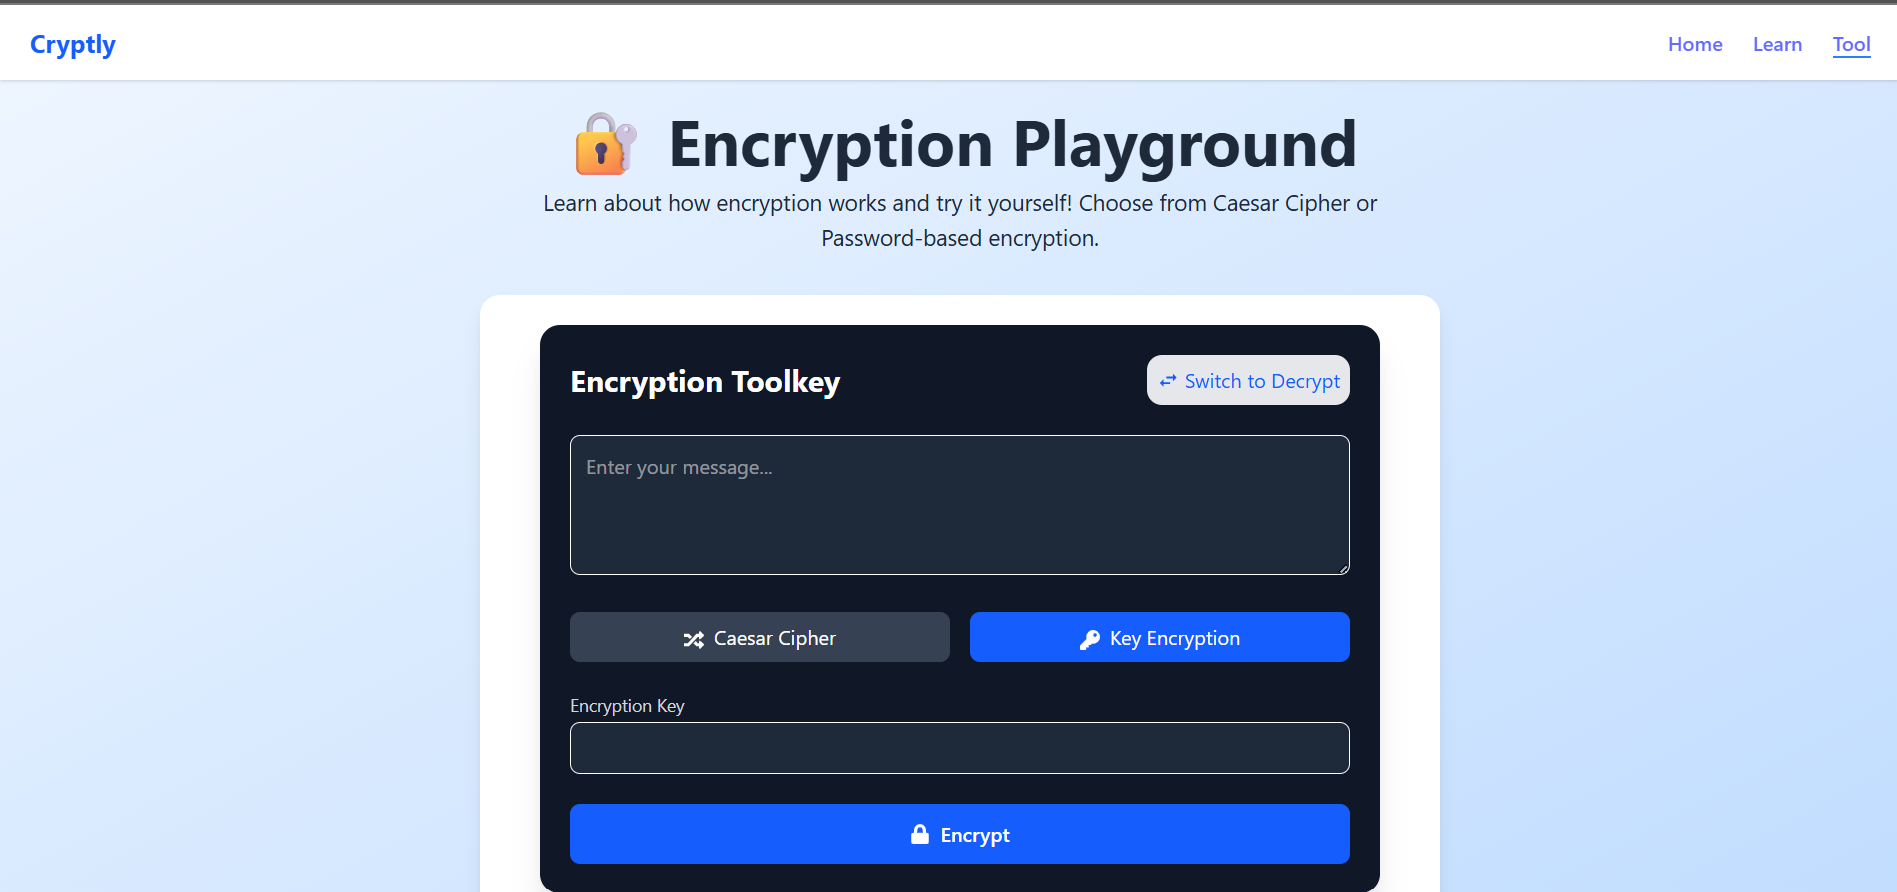 Cryptly
Home Learn Tool
Encryption Playground
Learn about how encryption works and try it yourself! Choose from Caesar Cipher or
Password-based encryption.
Encryption Toolkey
Switch to Decrypt
Enter your message...
Caesar Cipher
Key Encryption
Encryption Key
Encrypt